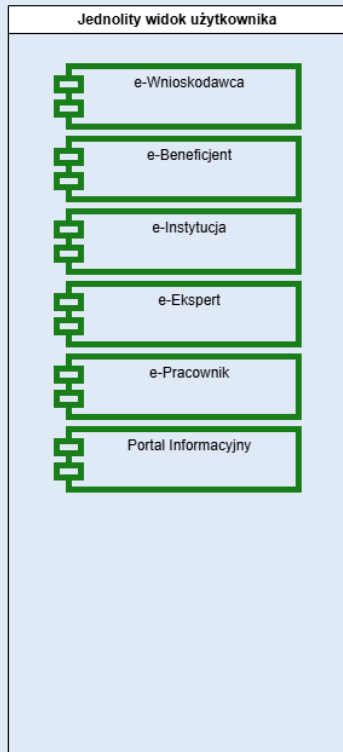 Jednolity widok użytkownika
e-Wnioskodawca
e-Beneficjent
e-Instytucja
e-Ekspert
e-Pracownik
Portal Informacyjny